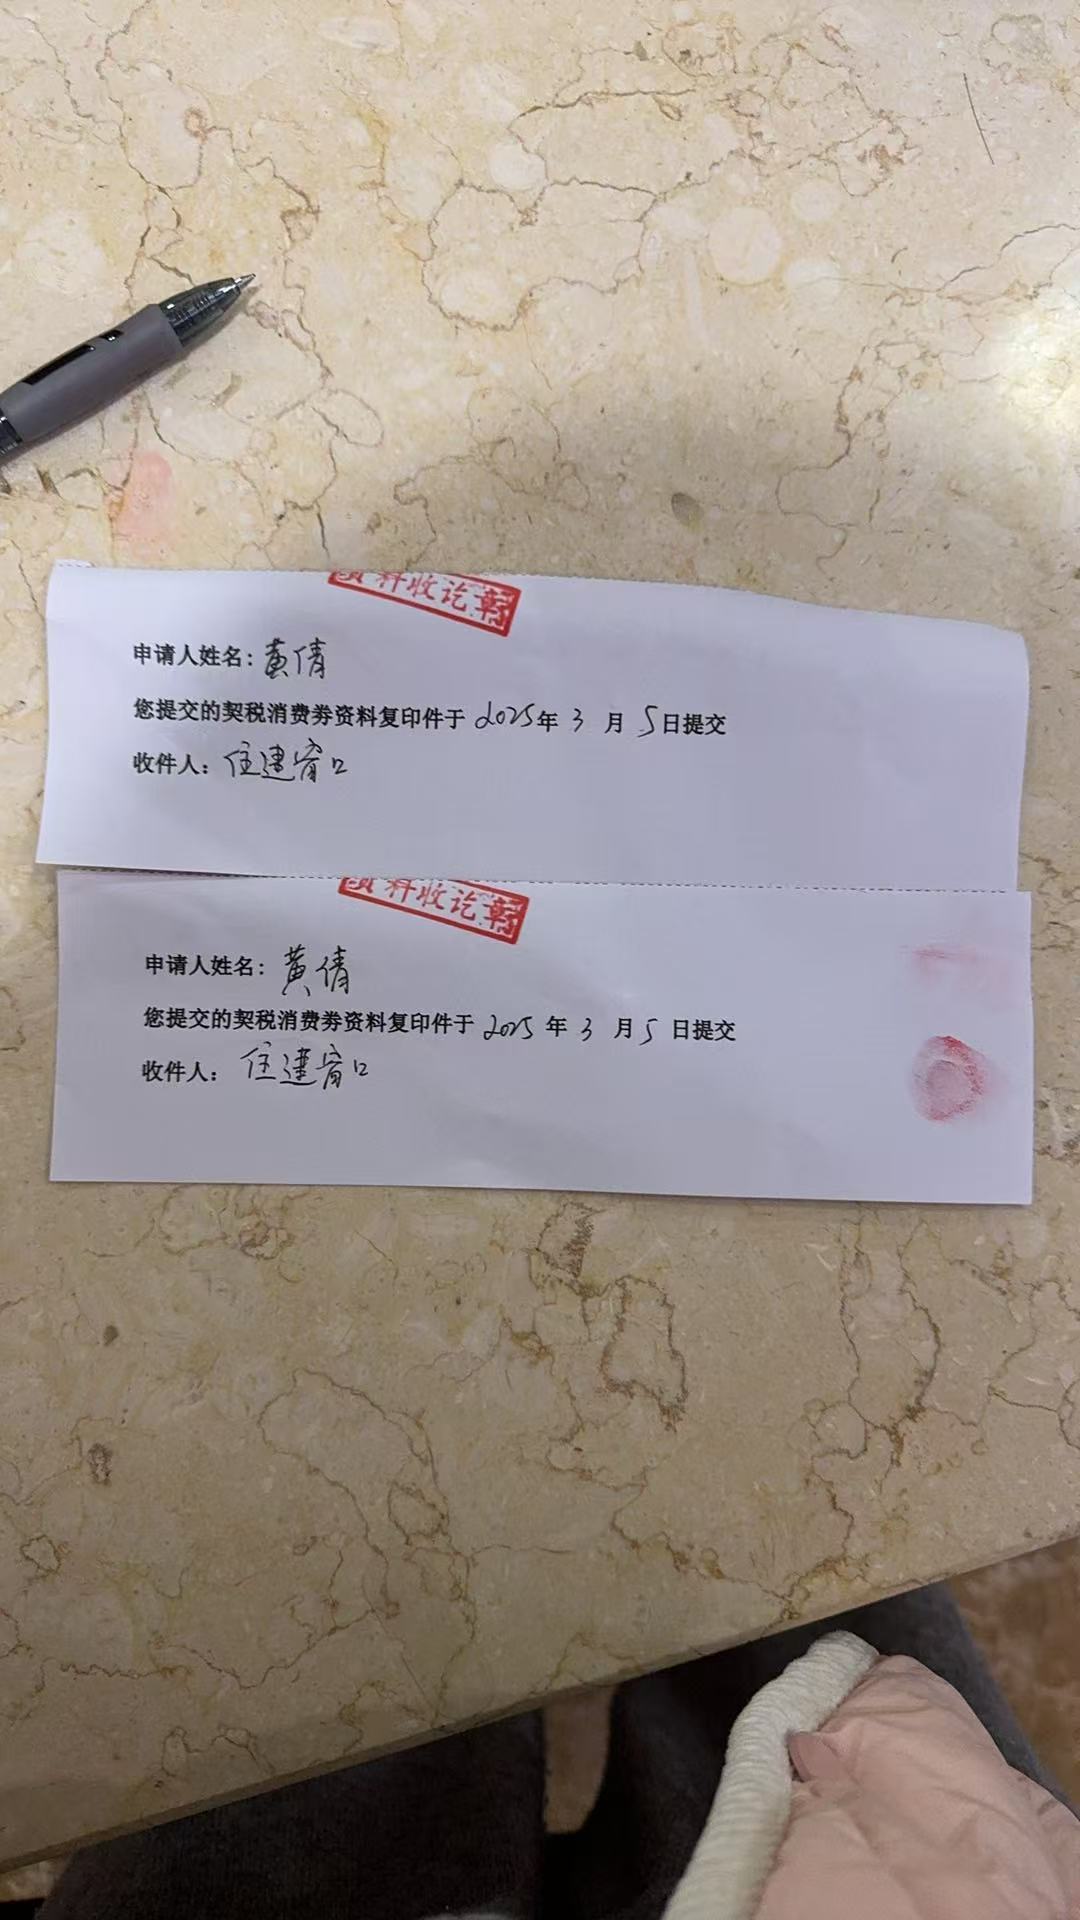 资料收讫章
申请人姓名：黄倩
您提交的契税消费券资料复印件于 2025年 3 月 5日提交
收件人：住建窗口
资料收讫章
申请人姓名：黄倩
您提交的契税消费券资料复印件于 2025 年 3 月 5 日提交
收件人：住建窗口